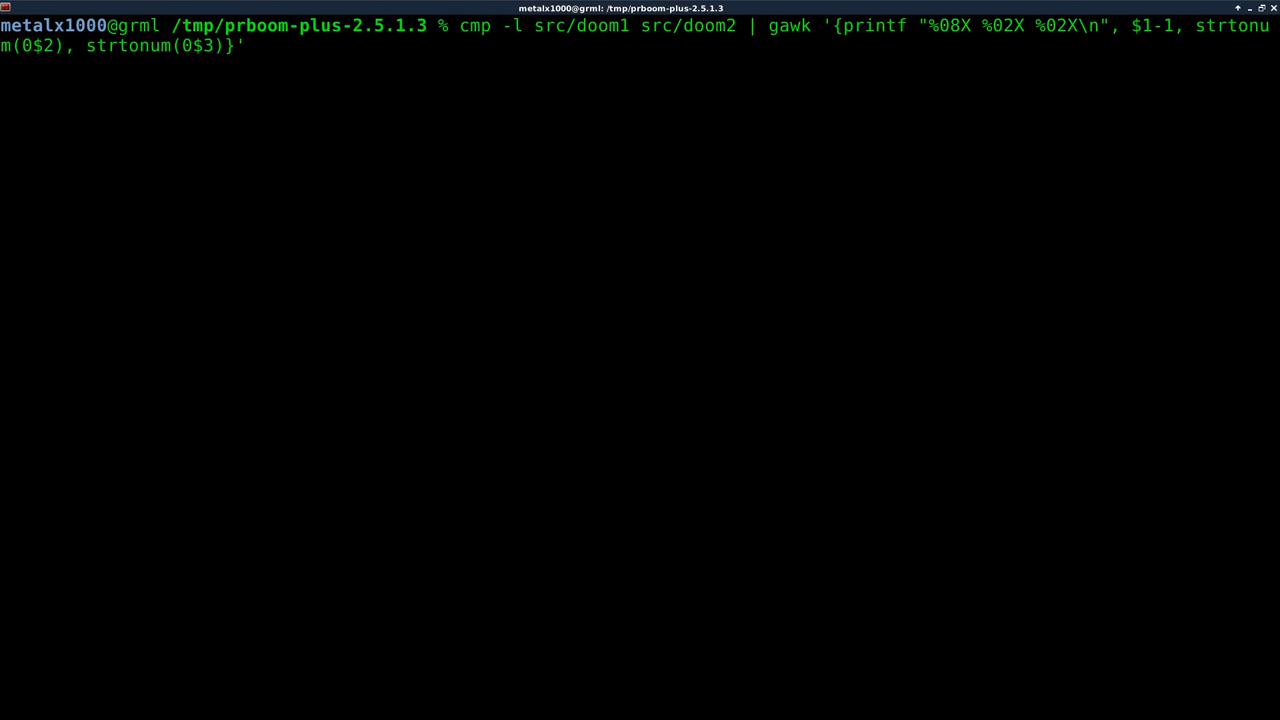 metalx1000@grml: /tmp/prboom-plus-2.5.1.3
metalx1000@grml /tmp/prboom-plus-2.5.1.3 % cmp -l src/doom1 src/doom2 | gawk '{printf "%08X %02X %02X\n", $1-1, strtonu
m(0$2), strtonum(0$3)}'